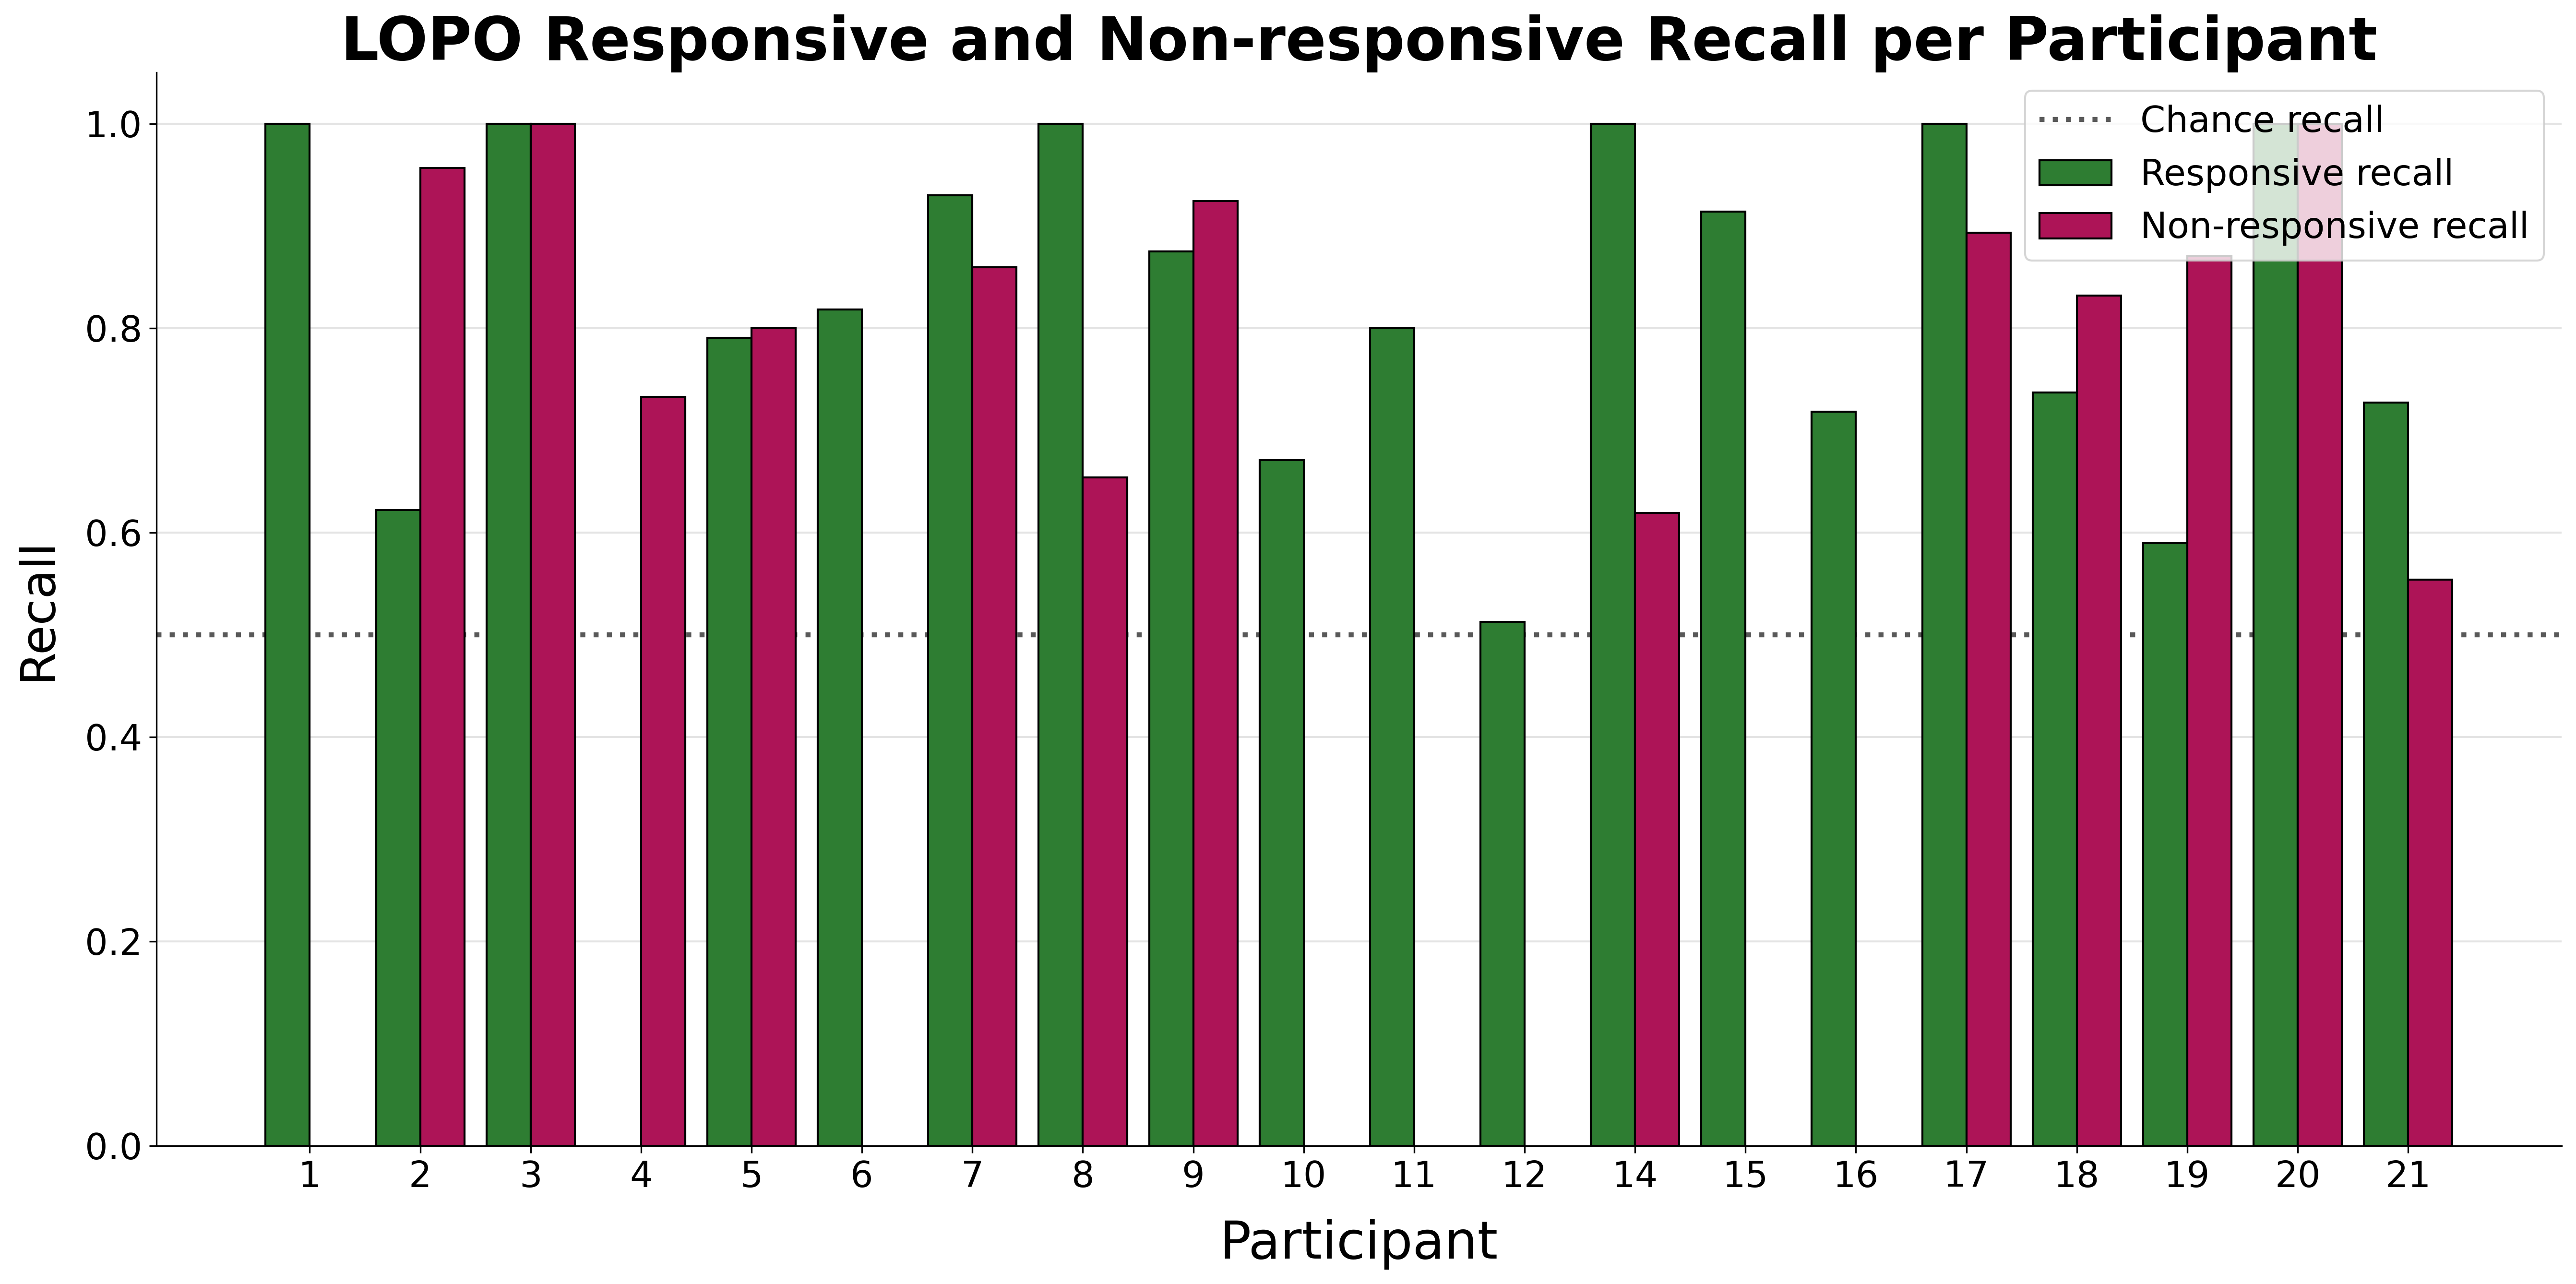 LOPO Responsive and Non-responsive Recall per Participant
Chance recall
Responsive recall
Non-responsive recall
1.0
0.8
0.6
0.4
0.2
0.0
Recall
1 2 3 4 5 6 7 8 9 10 11 12 14 15 16 17 18 19 20 21
Participant